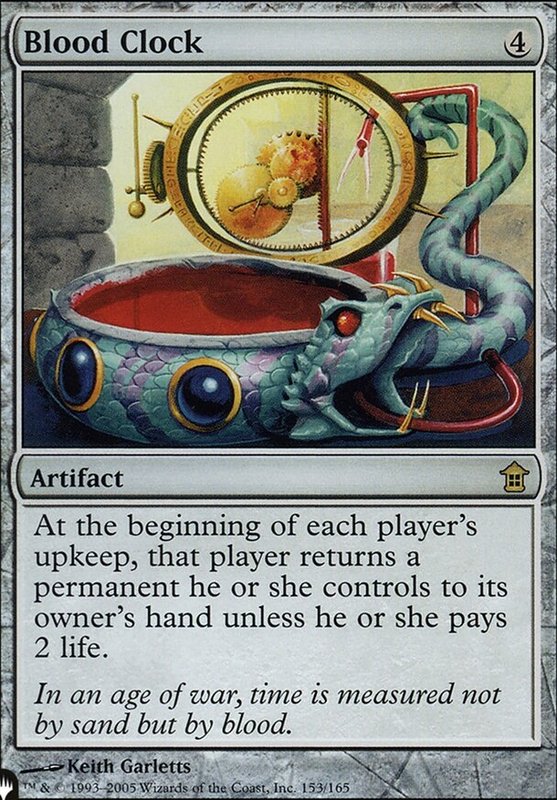 Blood Clock 4
Artifact
At the beginning of each player's
upkeep, that player returns a
permanent he or she controls to its
owner's hand unless he or she pays
2 life.
In an age of war, time is measured not
by sand but by blood.
Keith Garletts
™ & © 1993–2005 Wizards of the Coast, Inc. 153/165